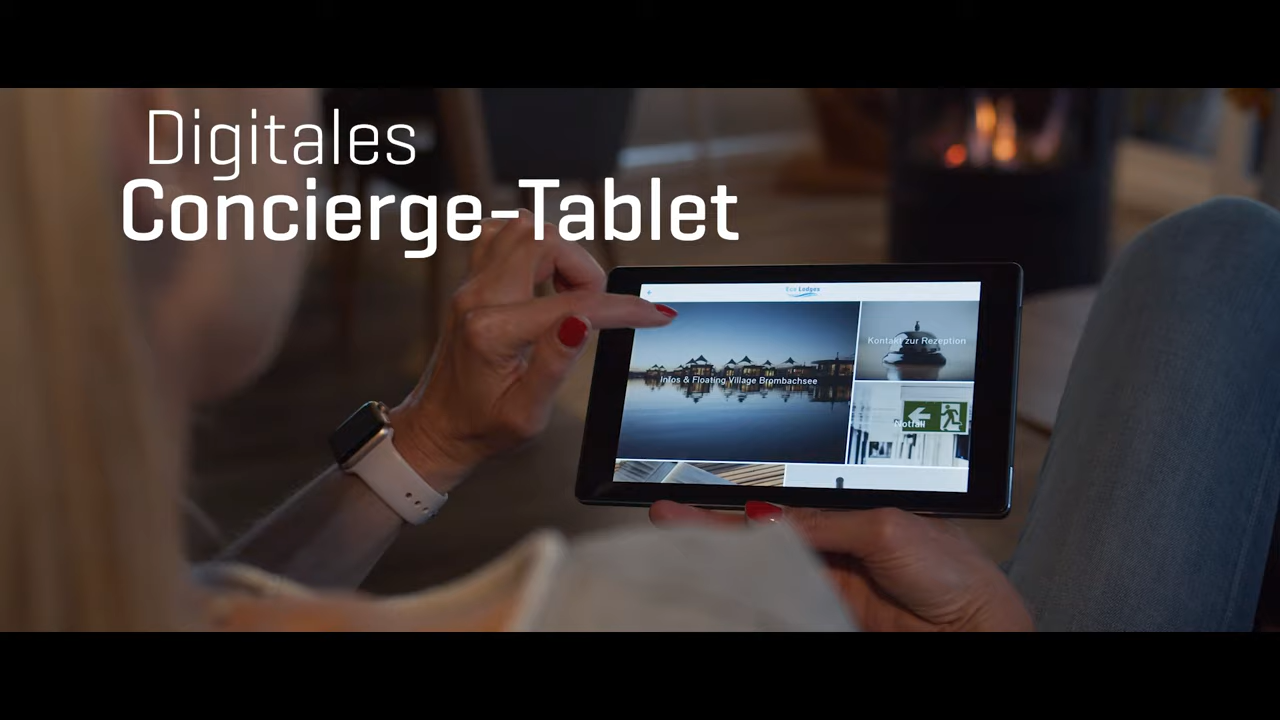 Digitales
Concierge-Tablet
Eco Lodges
Kontakt zur Rezeption
Infos & Floating Village Brombachsee
Notfall